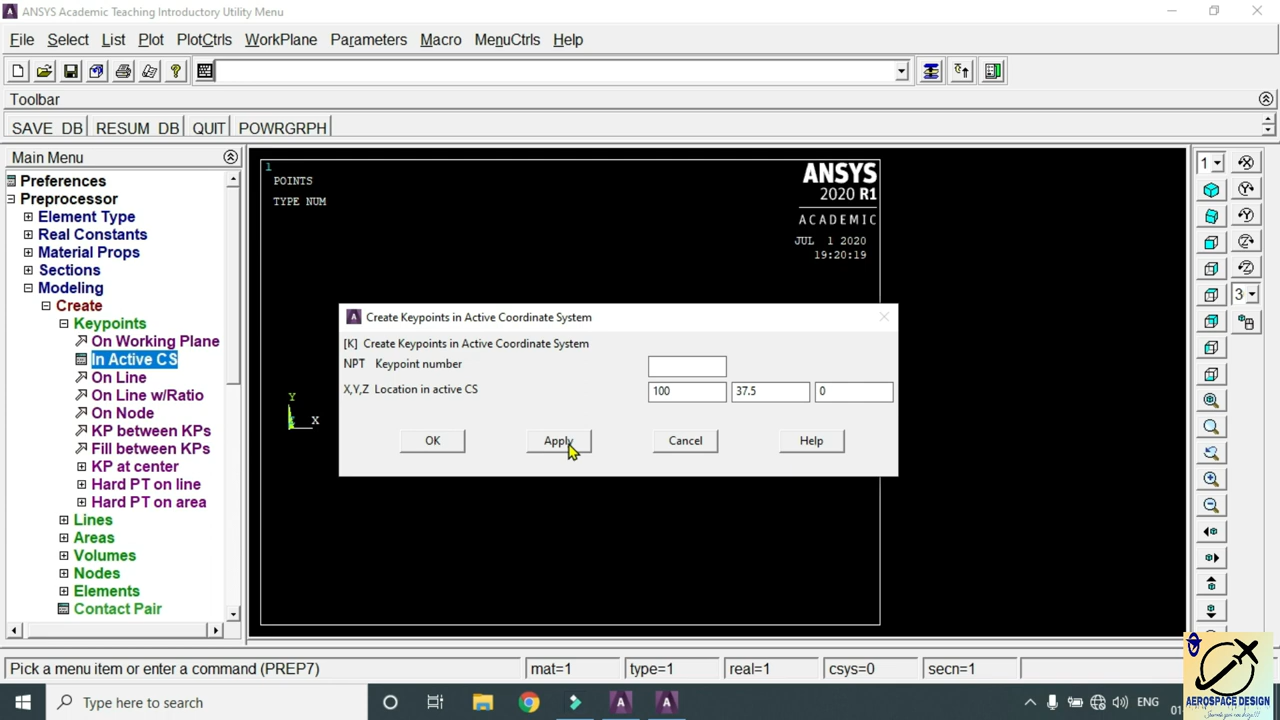 ANSYS Academic Teaching Introductory Utility Menu
File Select List Plot PlotCtrls WorkPlane Parameters Macro MenuCtrls Help
Toolbar
SAVE_DB RESUM_DB QUIT POWRGRPH
Main Menu
Preferences
Preprocessor
Element Type
Real Constants
Material Props
Sections
Modeling
Create
Keypoints
On Working Plane
In Active CS
On Line
On Line w/Ratio
On Node
KP between KPs
Fill between KPs
KP at center
Hard PT on line
Hard PT on area
Lines
Areas
Volumes
Nodes
Elements
Contact Pair
1
POINTS
TYPE NUM
ANSYS
2020 R1
ACADEMIC
JUL 1 2020
19:20:19
Y
X
Create Keypoints in Active Coordinate System
[K] Create Keypoints in Active Coordinate System
NPT Keypoint number
X,Y,Z Location in active CS 100 37.5 0
OK Apply Cancel Help
1
3
Pick a menu item or enter a command (PREP7) mat=1 type=1 real=1 csys=0 secn=1
Type here to search
ENG
AEROSPACE DESIGN